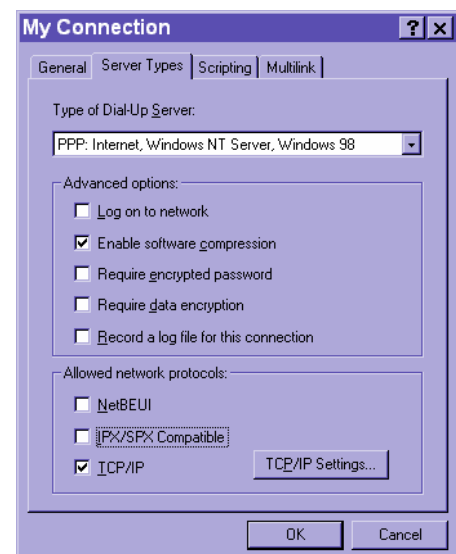 My Connection
General Server Types Scripting Multilink
Type of Dial-Up Server:
PPP: Internet, Windows NT Server, Windows 98
Advanced options:
Log on to network
Enable software compression
Require encrypted password
Require data encryption
Record a log file for this connection
Allowed network protocols:
NetBEUI
IPX/SPX Compatible
TCP/IP TCP/IP Settings...
OK Cancel